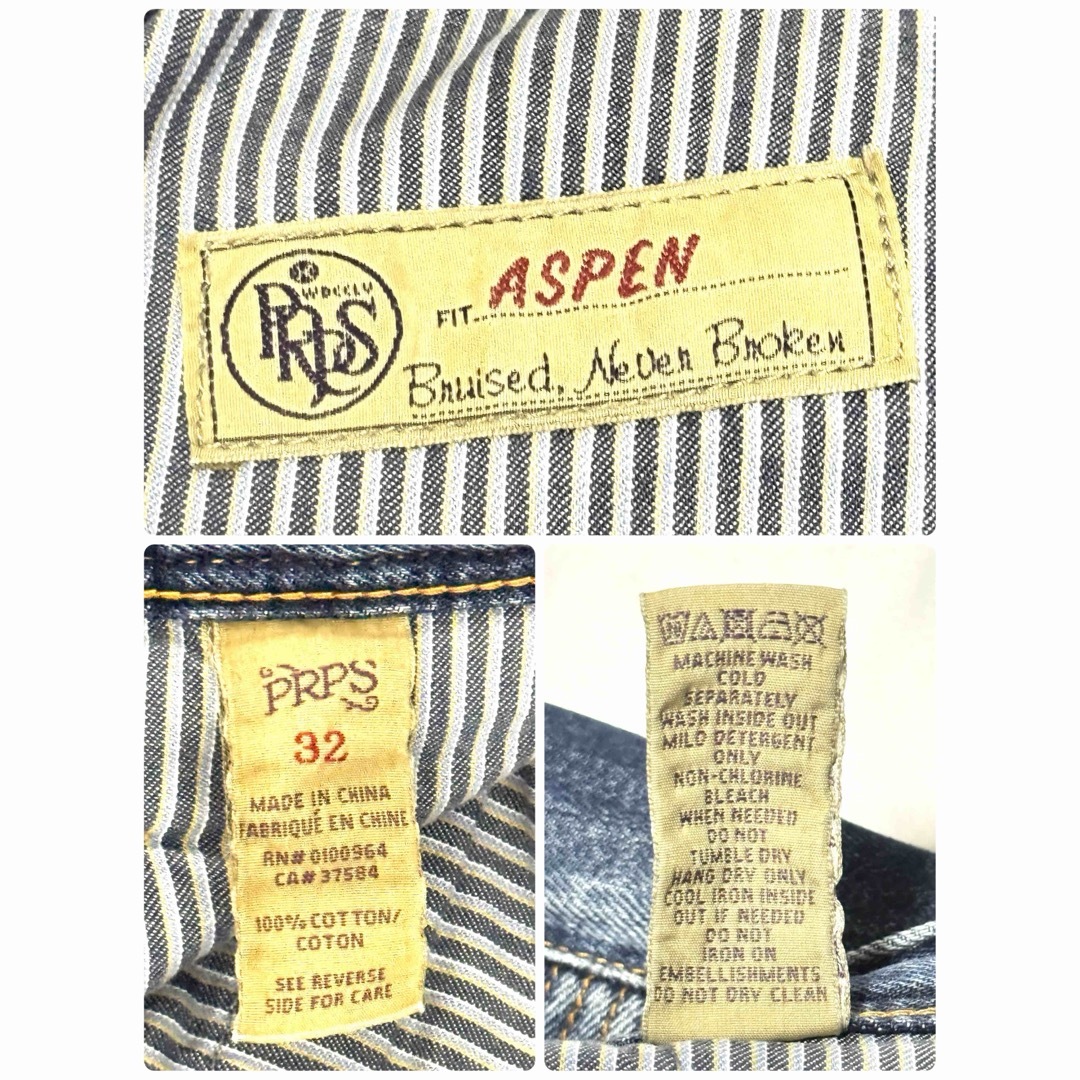 PRPS
FIT ASPEN
Bruised, Never Broken
PRPS
32
MADE IN CHINA
FABRIQUÉ EN CHINE
RN# 0100964
CA# 37584
100% COTTON/
COTON
SEE REVERSE
SIDE FOR CARE
MACHINE WASH
COLD
SEPARATELY
WASH INSIDE OUT
MILD DETERGENT
ONLY
NON-CHLORINE
BLEACH
WHEN NEEDED
DO NOT
TUMBLE DRY
HANG DRY ONLY
COOL IRON INSIDE
OUT IF NEEDED
DO NOT
IRON ON
EMBELLISHMENTS
DO NOT DRY CLEAN